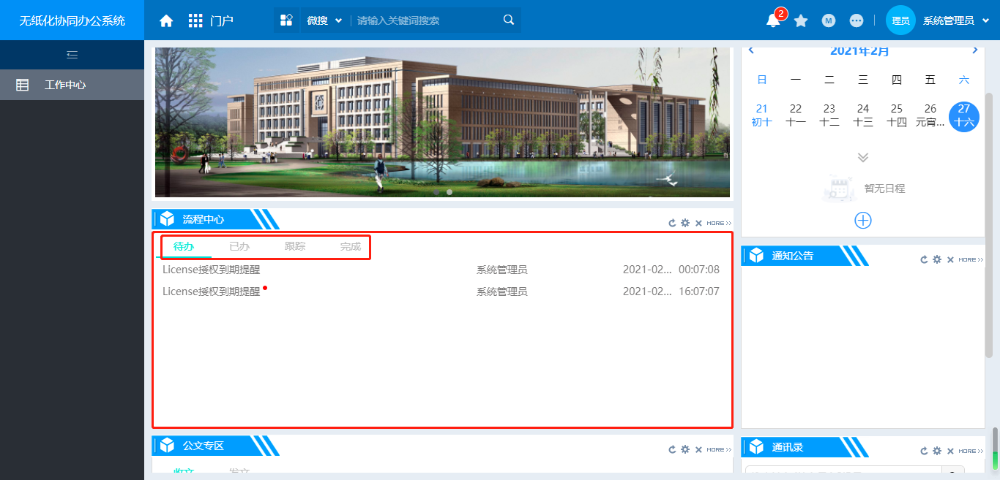 无纸化协同办公系统
门户
微搜
请输入关键词搜索
2
M
理员
系统管理员
工作中心
2021年2月
日 一 二 三 四 五 六
21 22 23 24 25 26 27
初十 十一 十二 十三 十四 元宵... 十六
暂无日程
流程中心
MORE >>
待办 已办 跟踪 完成
License授权到期提醒 系统管理员 2021-02... 00:07:08
License授权到期提醒 系统管理员 2021-02... 16:07:07
通知公告
MORE >>
公文专区
MORE >>
收文 发文
通讯录
MORE >>